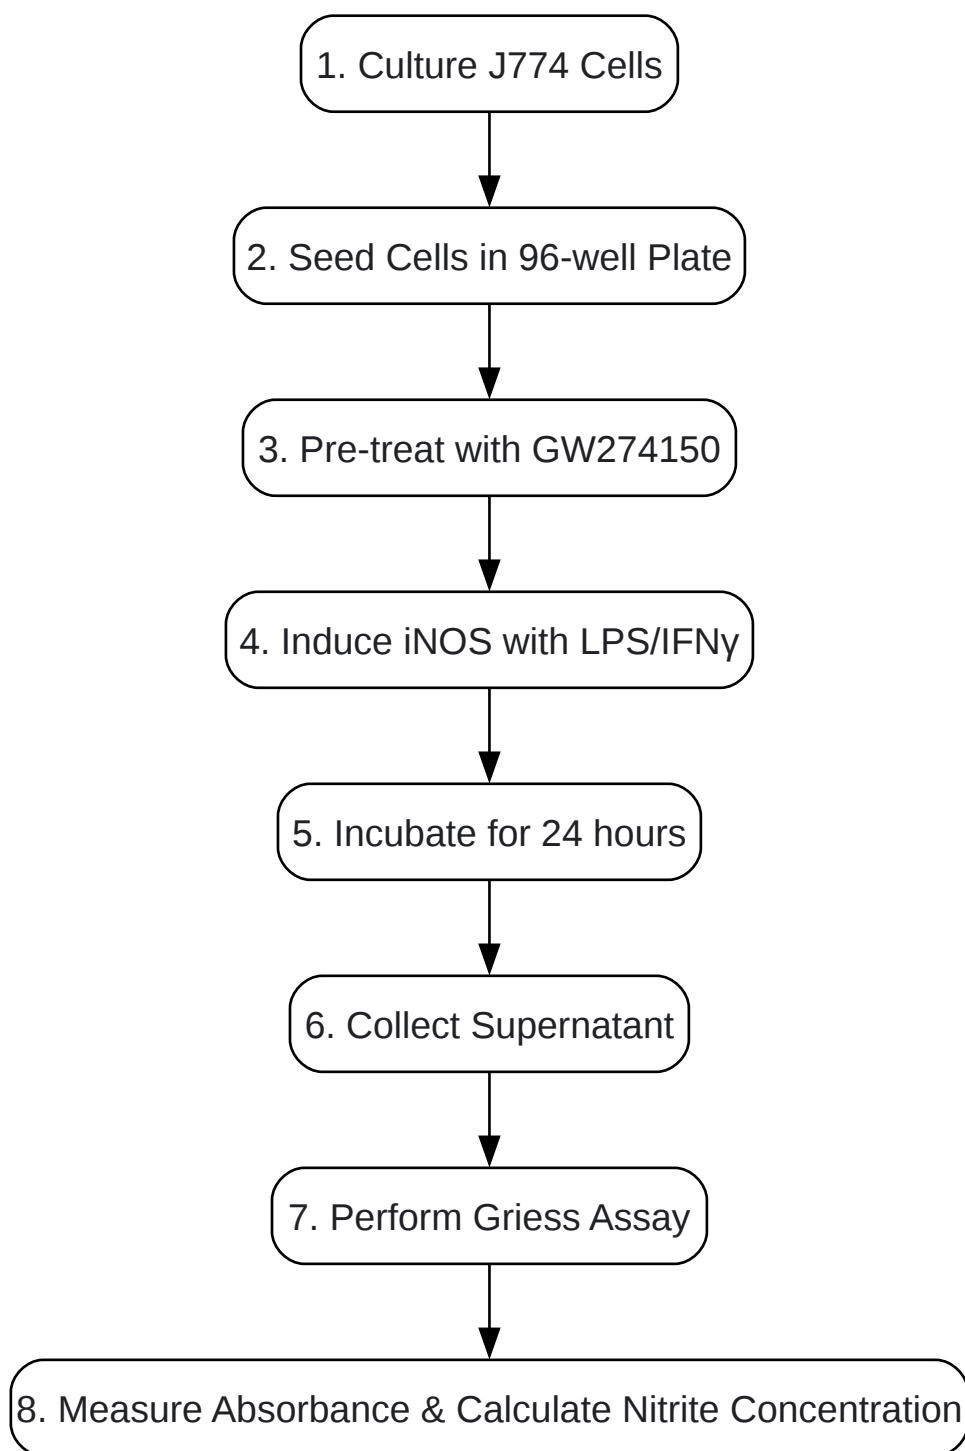 1. Culture J774 Cells
2. Seed Cells in 96-well Plate
3. Pre-treat with GW274150
4. Induce iNOS with LPS/IFNγ
5. Incubate for 24 hours
6. Collect Supernatant
7. Perform Griess Assay
8. Measure Absorbance & Calculate Nitrite Concentration